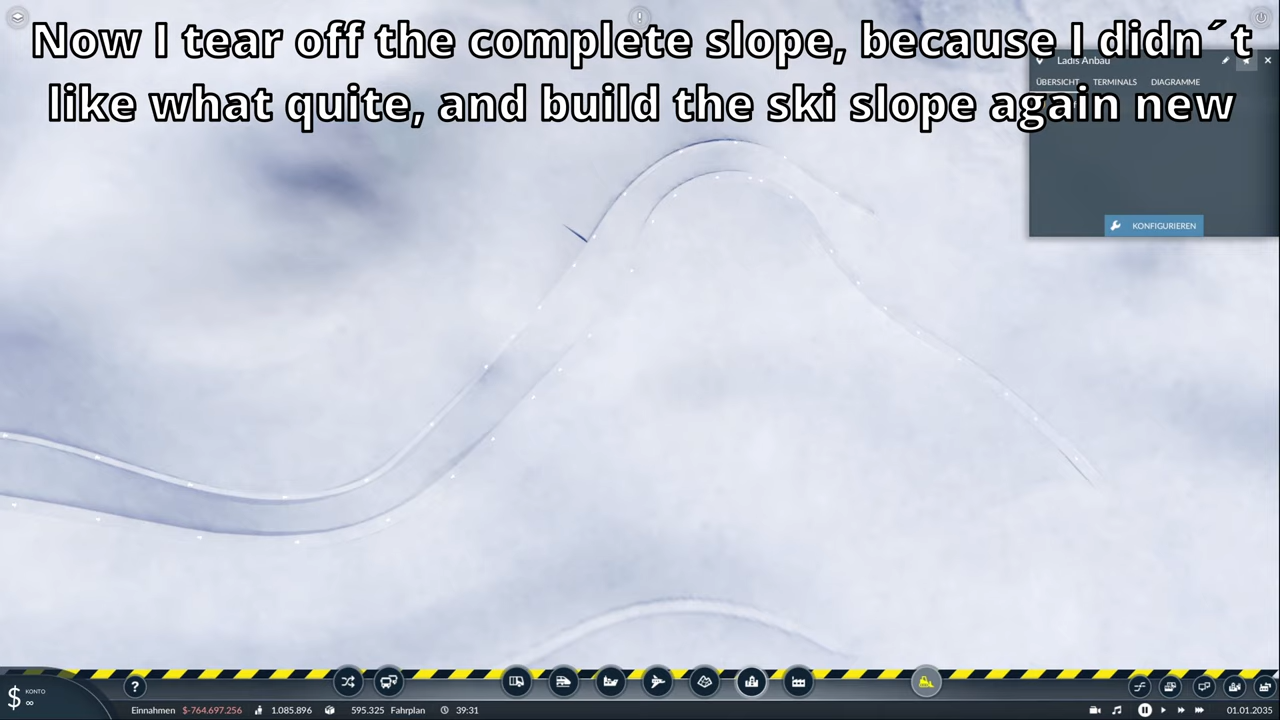 Now I tear off the complete slope, because I didn´t
like what quite, and build the ski slope again new
Ladis Anbau
ÜBERSICHT TERMINALS DIAGRAMME
KONFIGURIEREN
KONTO
$ ∞
?
Einnahmen $-764.697.256 1.085.896 595.325 Fahrplan 39:31 01.01.2035